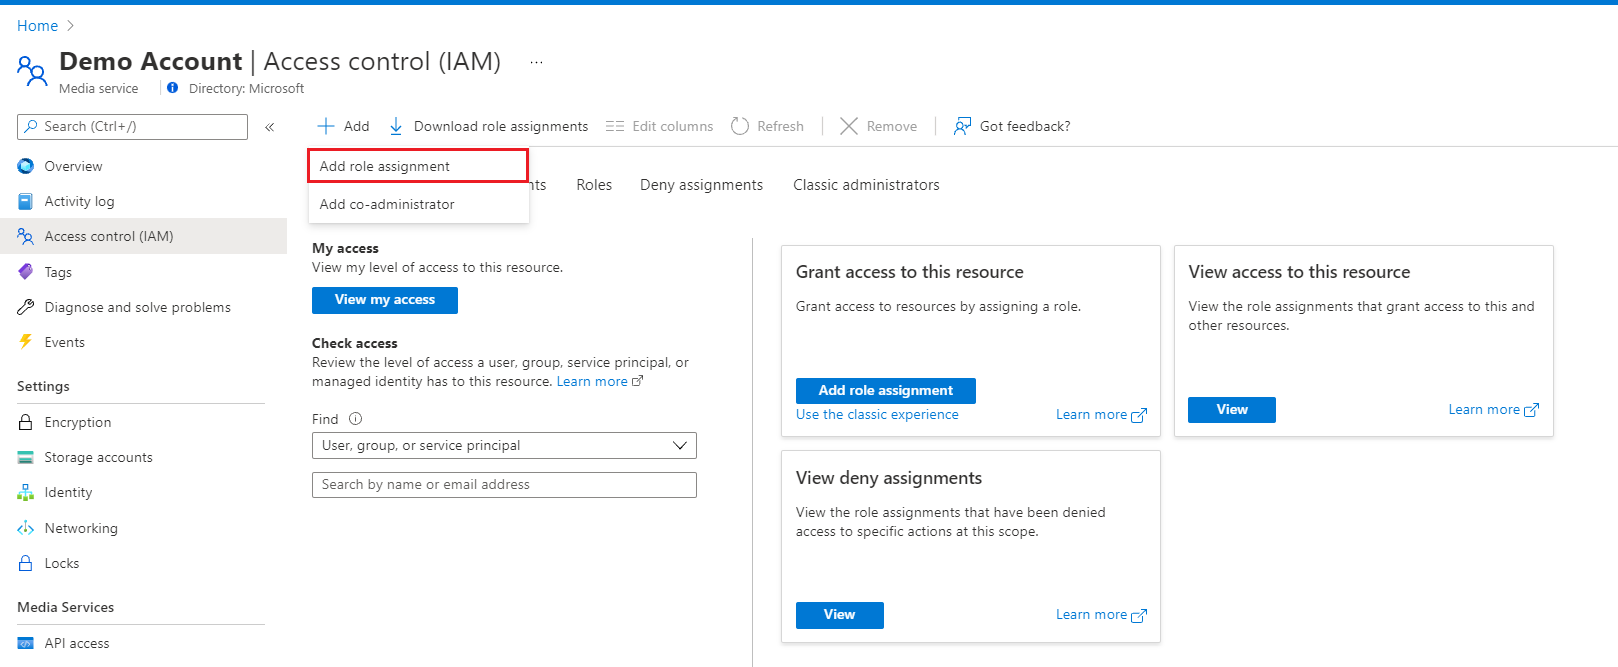 Home
Demo Account | Access control (IAM) ...
Media service
Directory: Microsoft
Search (Ctrl+/)
Overview
Activity log
Access control (IAM)
Tags
Diagnose and solve problems
Events
Settings
Encryption
Storage accounts
Identity
Networking
Locks
Media Services
API access
Add
Download role assignments
Edit columns
Refresh
Remove
Got feedback?
Add role assignment
Add co-administrator
Roles
Deny assignments
Classic administrators
My access
View my level of access to this resource.
View my access
Check access
Review the level of access a user, group, service principal, or
managed identity has to this resource. Learn more
Find
User, group, or service principal
Search by name or email address
Grant access to this resource
Grant access to resources by assigning a role.
Add role assignment
Use the classic experience
Learn more
View access to this resource
View the role assignments that grant access to this and
other resources.
View
Learn more
View deny assignments
View the role assignments that have been denied
access to specific actions at this scope.
View
Learn more